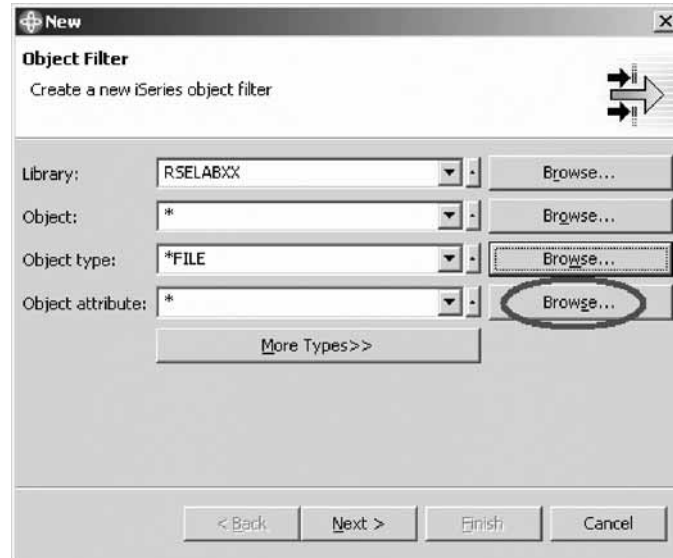 New
Object Filter
Create a new iSeries object filter
Library: RSELABXX Browse...
Object: * Browse...
Object type: *FILE Browse...
Object attribute: * Browse...
More Types>>
< Back Next > Finish Cancel